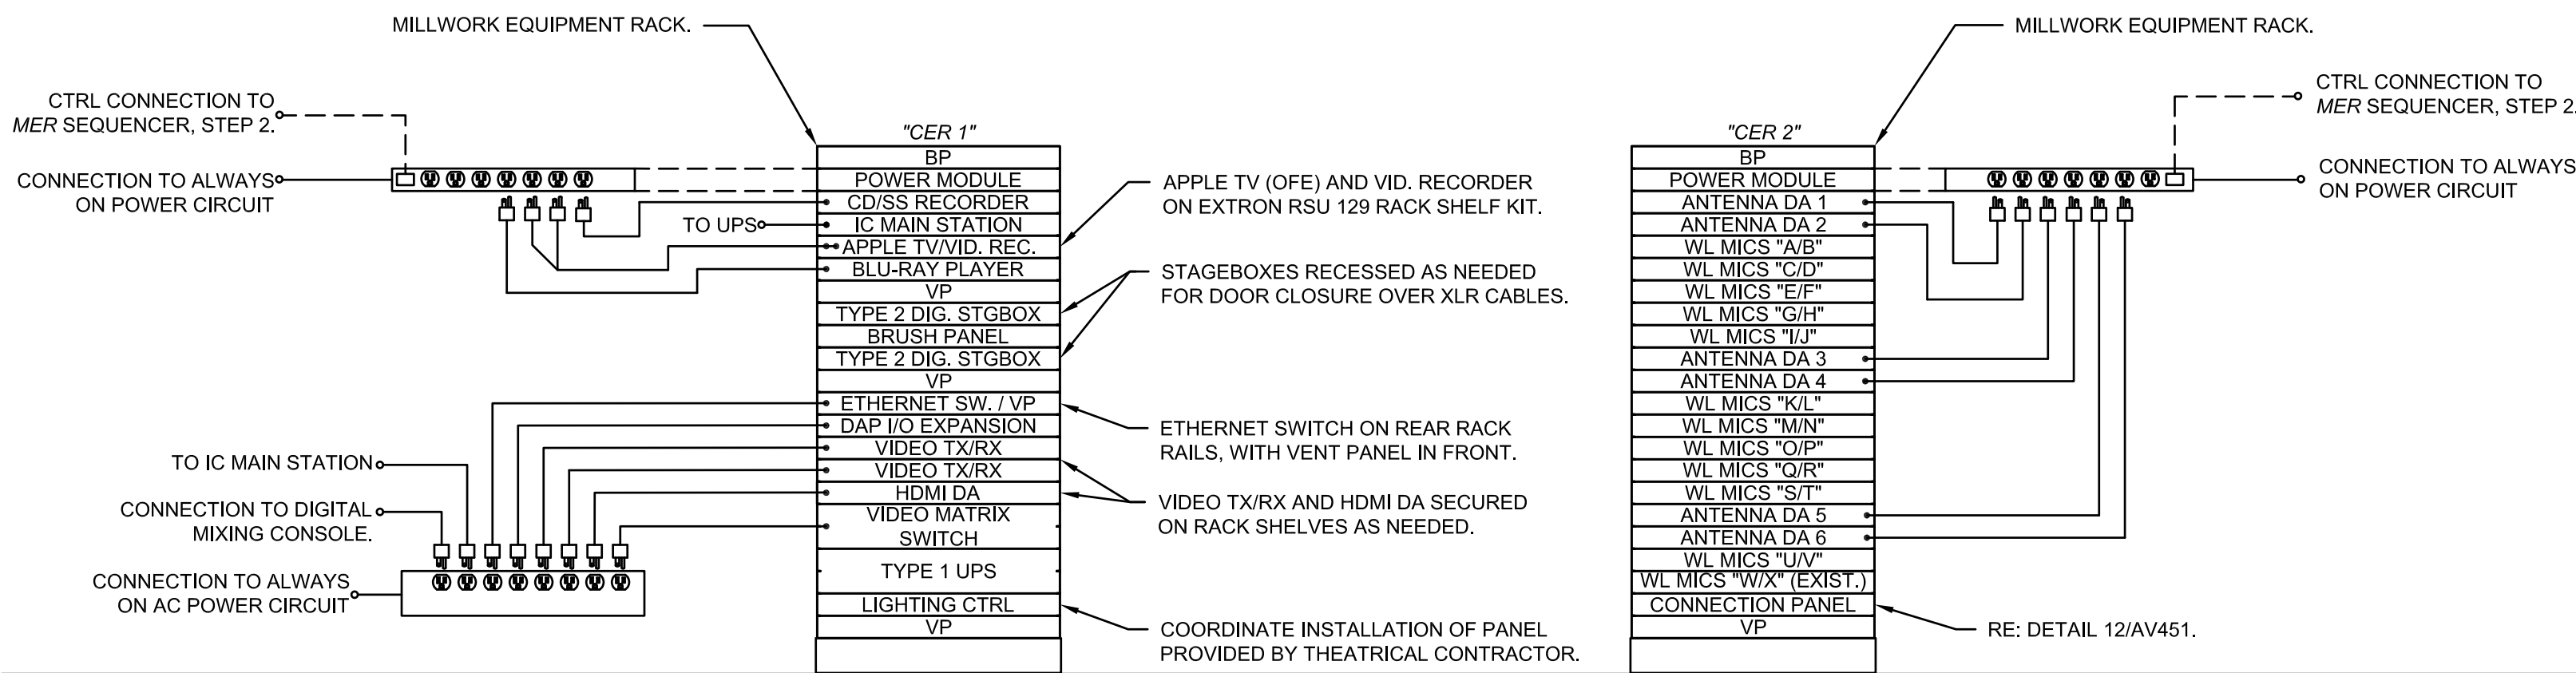 MILLWORK EQUIPMENT RACK.
CTRL CONNECTION TO
MER SEQUENCER, STEP 2.
CONNECTION TO ALWAYS
ON POWER CIRCUIT
TO UPS
TO IC MAIN STATION
CONNECTION TO DIGITAL
MIXING CONSOLE.
CONNECTION TO ALWAYS
ON AC POWER CIRCUIT
"CER 1"
BP
POWER MODULE
CD/SS RECORDER
IC MAIN STATION
APPLE TV/VID. REC.
BLU-RAY PLAYER
VP
TYPE 2 DIG. STGBOX
BRUSH PANEL
TYPE 2 DIG. STGBOX
VP
ETHERNET SW. / VP
DAP I/O EXPANSION
VIDEO TX/RX
VIDEO TX/RX
HDMI DA
VIDEO MATRIX
SWITCH
TYPE 1 UPS
LIGHTING CTRL
VP
APPLE TV (OFE) AND VID. RECORDER
ON EXTRON RSU 129 RACK SHELF KIT.
STAGEBOXES RECESSED AS NEEDED
FOR DOOR CLOSURE OVER XLR CABLES.
ETHERNET SWITCH ON REAR RACK
RAILS, WITH VENT PANEL IN FRONT.
VIDEO TX/RX AND HDMI DA SECURED
ON RACK SHELVES AS NEEDED.
COORDINATE INSTALLATION OF PANEL
PROVIDED BY THEATRICAL CONTRACTOR.
"CER 2"
BP
POWER MODULE
ANTENNA DA 1
ANTENNA DA 2
WL MICS "A/B"
WL MICS "C/D"
WL MICS "E/F"
WL MICS "G/H"
WL MICS "I/J"
ANTENNA DA 3
ANTENNA DA 4
WL MICS "K/L"
WL MICS "M/N"
WL MICS "O/P"
WL MICS "Q/R"
WL MICS "S/T"
ANTENNA DA 5
ANTENNA DA 6
WL MICS "U/V"
WL MICS "W/X" (EXIST.)
CONNECTION PANEL
VP
MILLWORK EQUIPMENT RACK.
CTRL CONNECTION TO
MER SEQUENCER, STEP 2.
CONNECTION TO ALWAYS
ON POWER CIRCUIT
RE: DETAIL 12/AV451.